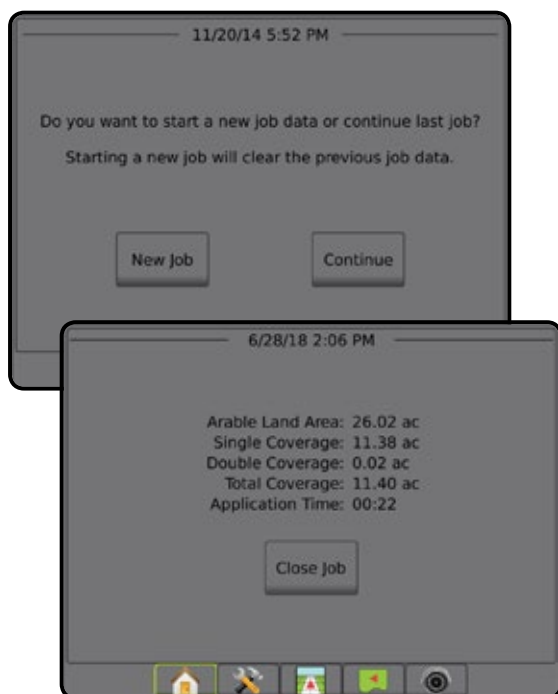 11/20/14 5:52 PM
Do you want to start a new job data or continue last job?
Starting a new job will clear the previous job data.
New Job
Continue
6/28/18 2:06 PM
Arable Land Area: 26.02 ac
Single Coverage: 11.38 ac
Double Coverage: 0.02 ac
Total Coverage: 11.40 ac
Application Time: 00:22
Close Job